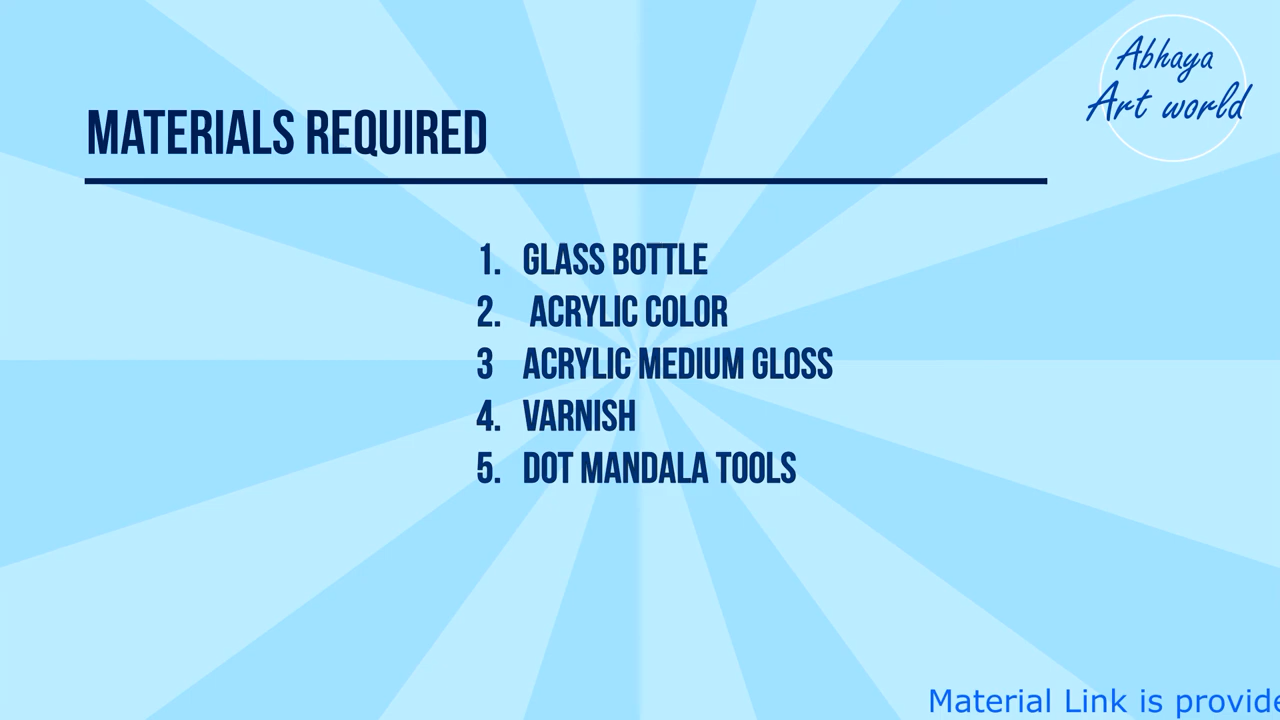 Abhaya
Art world
MATERIALS REQUIRED
1. GLASS BOTTLE
2. ACRYLIC COLOR
3 ACRYLIC MEDIUM GLOSS
4. VARNISH
5. DOT MANDALA TOOLS
Material Link is provide